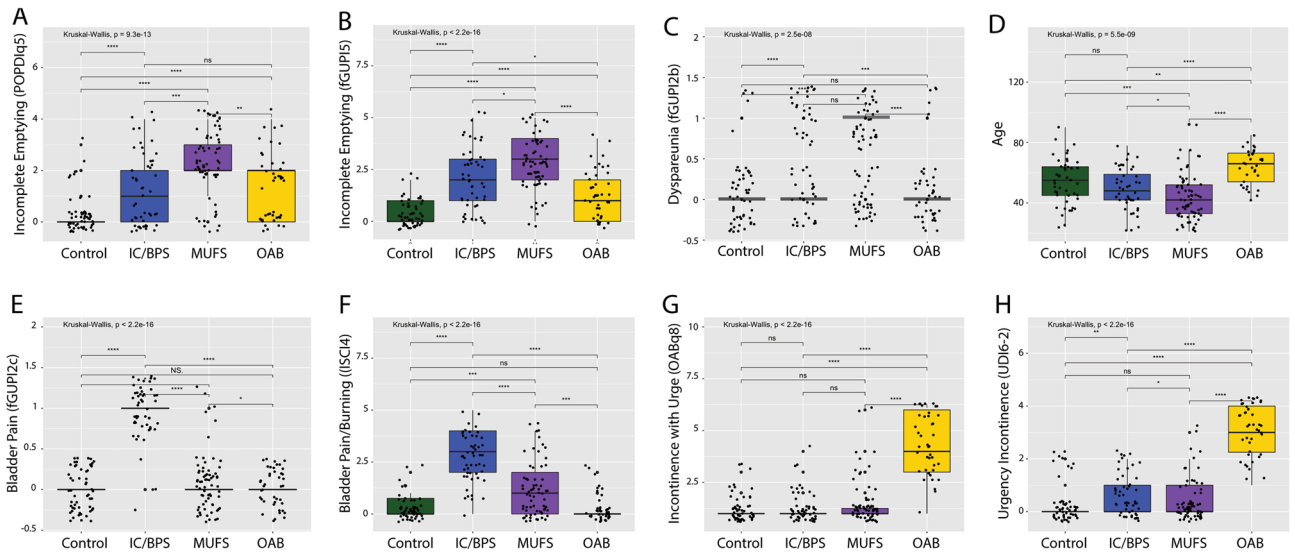 A
Kruskal-Wallis, p = 9.3e-13
Incomplete Emptying (POPDIq5)
6
4
2
0
****
ns
****
****
***
**
Control IC/BPS MUFS OAB
B
Kruskal-Wallis, p < 2.2e-16
Incomplete Emptying (fGUPI5)
7.5
5
2.5
0
****
*
****
****
*
****
Control IC/BPS MUFS OAB
C
Kruskal-Wallis, p = 2.5e-08
Dyspareunia (fGUPI2b)
2
1.5
1
0.5
0
-0.5
****
***
ns
ns
****
Control IC/BPS MUFS OAB
D
Kruskal-Wallis, p = 5.5e-09
Age
120
80
40
ns
****
**
***
*
****
Control IC/BPS MUFS OAB
E
Kruskal-Wallis, p < 2.2e-16
Bladder Pain (fGUPI2c)
2
1.5
1
0.5
0
-0.5
****
****
NS.
****
*
Control IC/BPS MUFS OAB
F
Kruskal-Wallis, p < 2.2e-16
Bladder Pain/Burning ((ISCI4)
7.5
5
2.5
0
****
****
ns
***
****
***
Control IC/BPS MUFS OAB
G
Kruskal-Wallis, p < 2.2e-16
Incontinence with Urge (OABq8)
10
7.5
5
2.5
ns
****
****
ns
ns
****
Control IC/BPS MUFS OAB
H
Kruskal-Wallis, p < 2.2e-16
Urgency Incontinence (UDI6-2)
6
4
2
0
**
****
****
ns
*
****
Control IC/BPS MUFS OAB